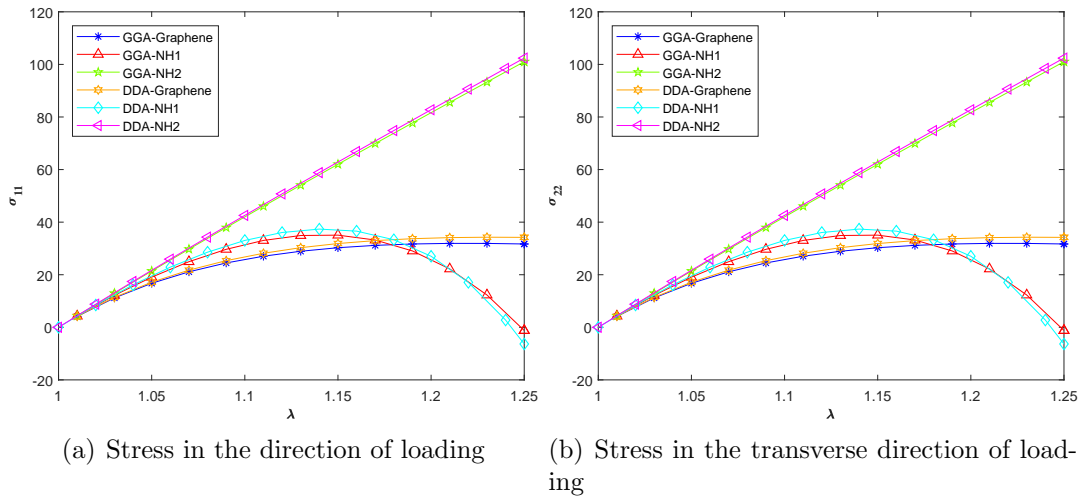 120
100
80
60
40
20
0
-20
σ11
GGA-Graphene
GGA-NH1
GGA-NH2
DDA-Graphene
DDA-NH1
DDA-NH2
1 1.05 1.1 1.15 1.2 1.25
λ
(a) Stress in the direction of loading
120
100
80
60
40
20
0
-20
σ22
GGA-Graphene
GGA-NH1
GGA-NH2
DDA-Graphene
DDA-NH1
DDA-NH2
1 1.05 1.1 1.15 1.2 1.25
λ
(b) Stress in the transverse direction of load-
ing